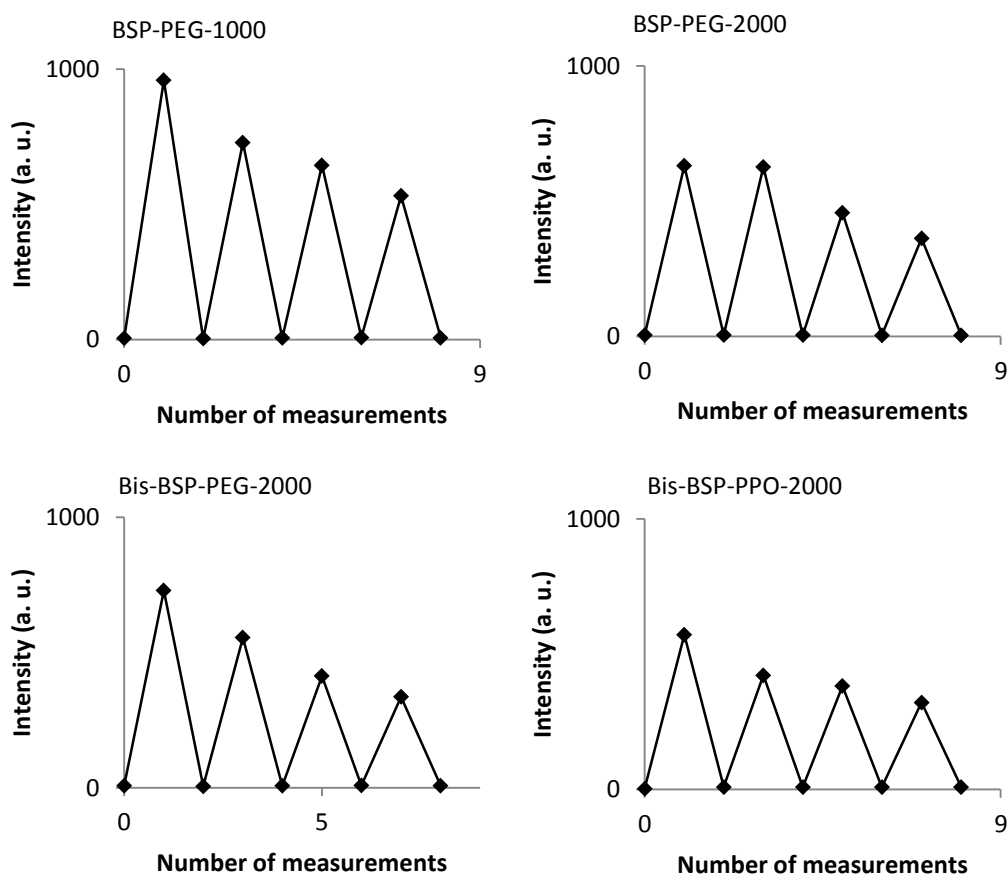 BSP-PEG-1000
1000
Intensity (a. u.)
0
0
9
Number of measurements
BSP-PEG-2000
1000
Intensity (a. u.)
0
0
9
Number of measurements
Bis-BSP-PEG-2000
1000
Intensity (a. u.)
0
0
5
Number of measurements
Bis-BSP-PPO-2000
1000
Intensity (a. u.)
0
0
9
Number of measurements